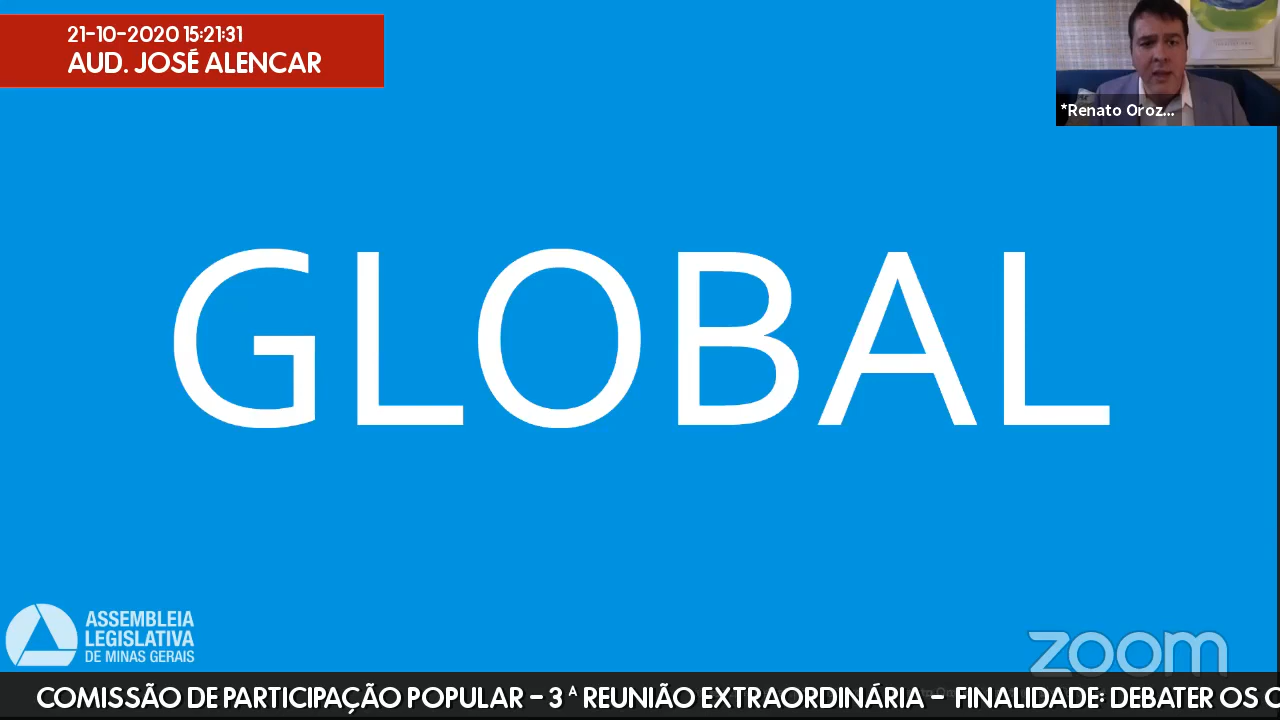 21-10-2020 15:21:31
AUD. JOSÉ ALENCAR
*Renato Oroz...
GLOBAL
ASSEMBLEIA
LEGISLATIVA
DE MINAS GERAIS
zoom
COMISSÃO DE PARTICIPAÇÃO POPULAR - 3ª REUNIÃO EXTRAORDINÁRIA - FINALIDADE: DEBATER OS